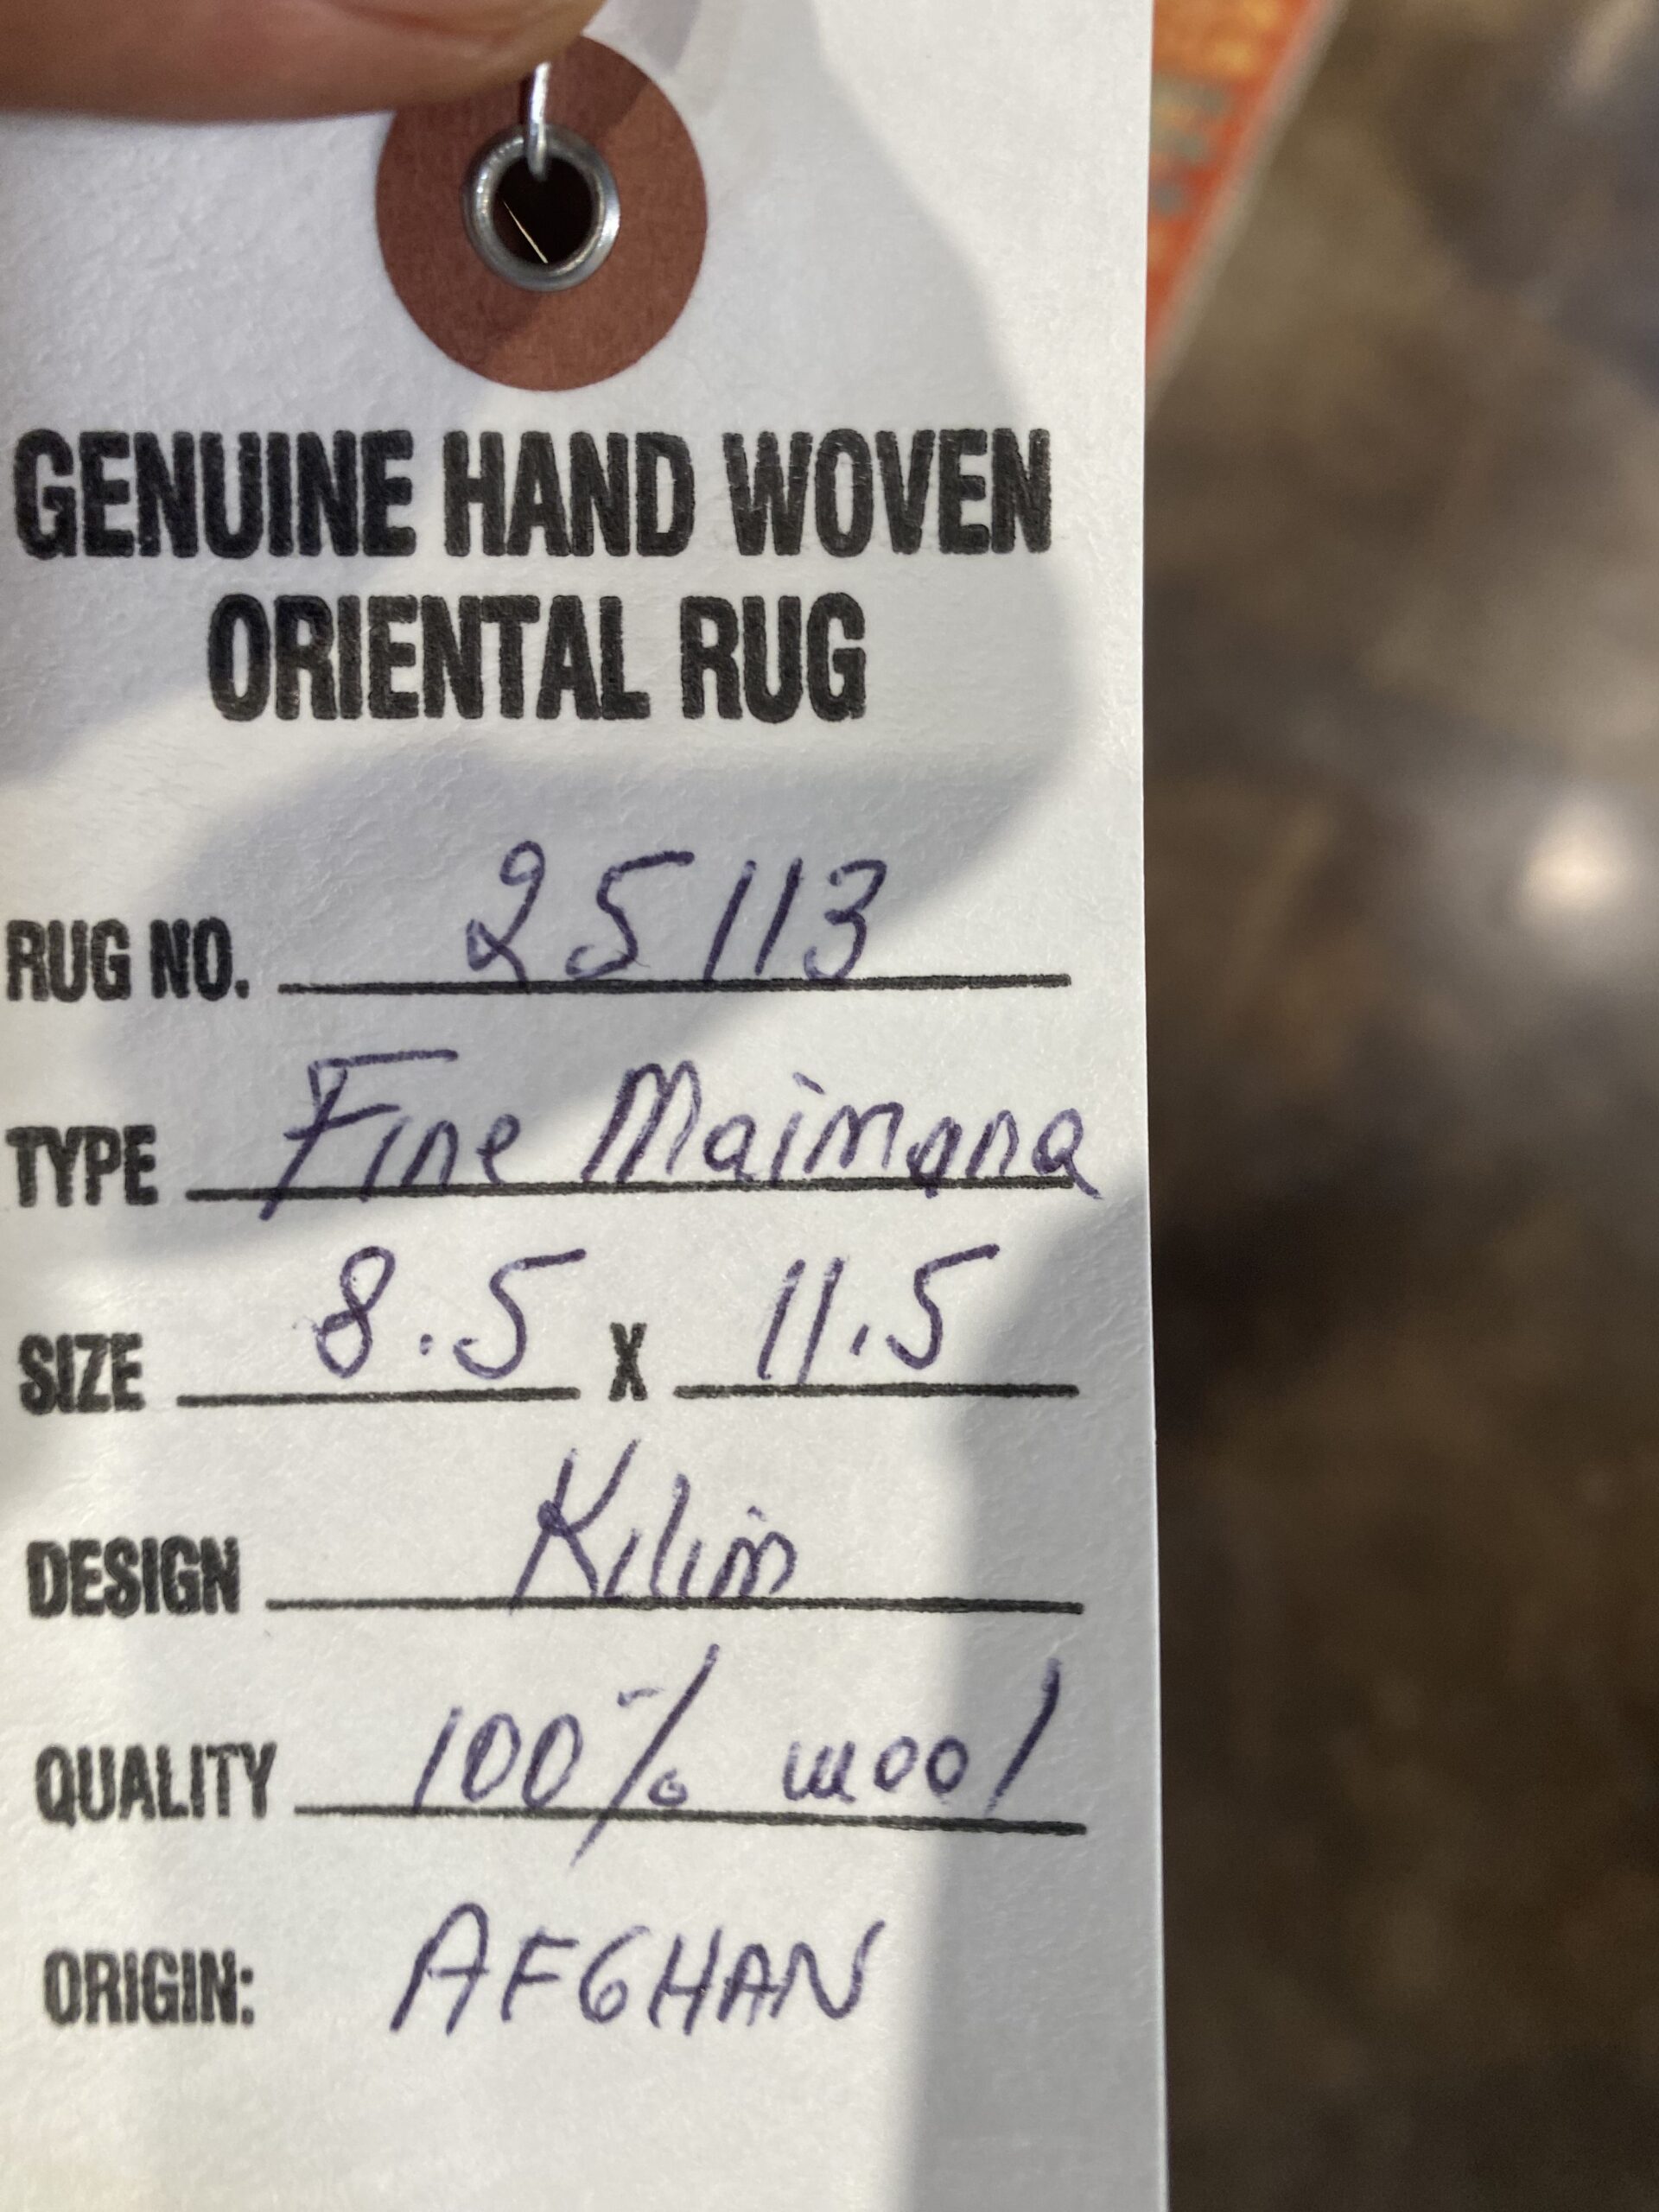 GENUINE HAND WOVEN
ORIENTAL RUG
RUG NO. 25113
TYPE Fine Maimana
SIZE 8.5 X 11.5
DESIGN Kilim
QUALITY 100% wool
ORIGIN: AFGHAN